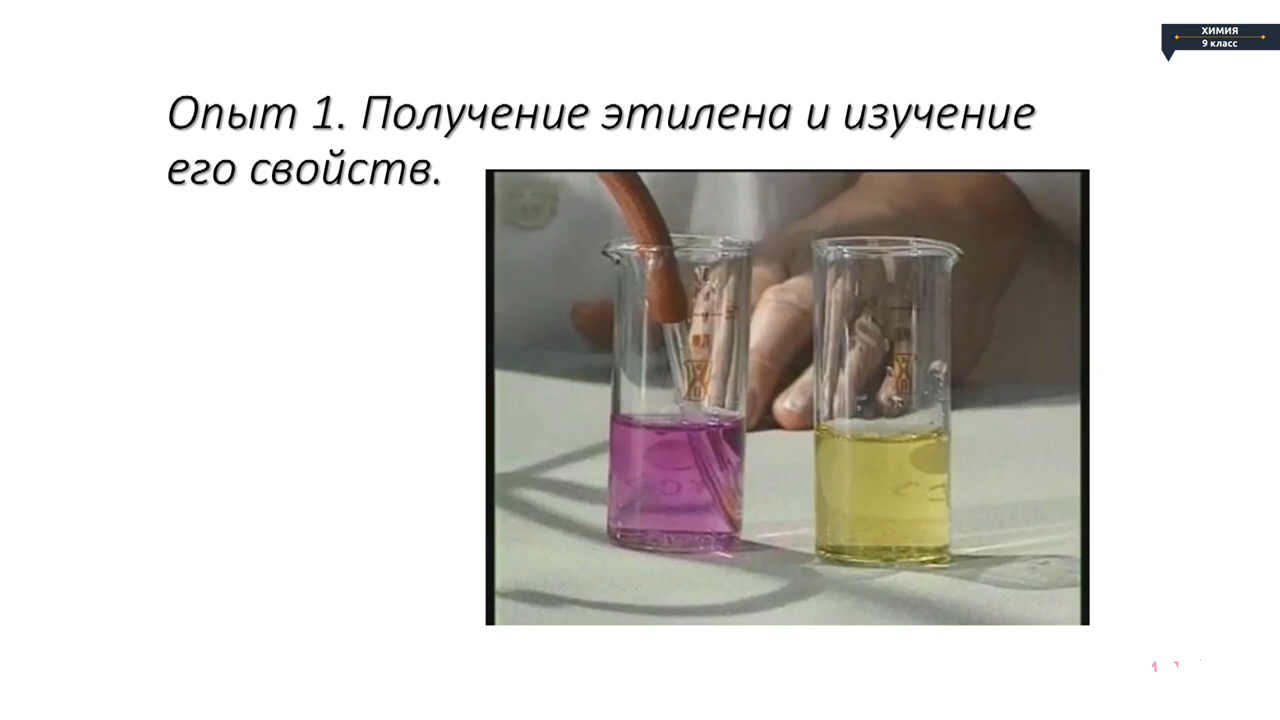 ХИМИЯ
9 класс
Опыт 1. Получение этилена и изучение
его свойств.